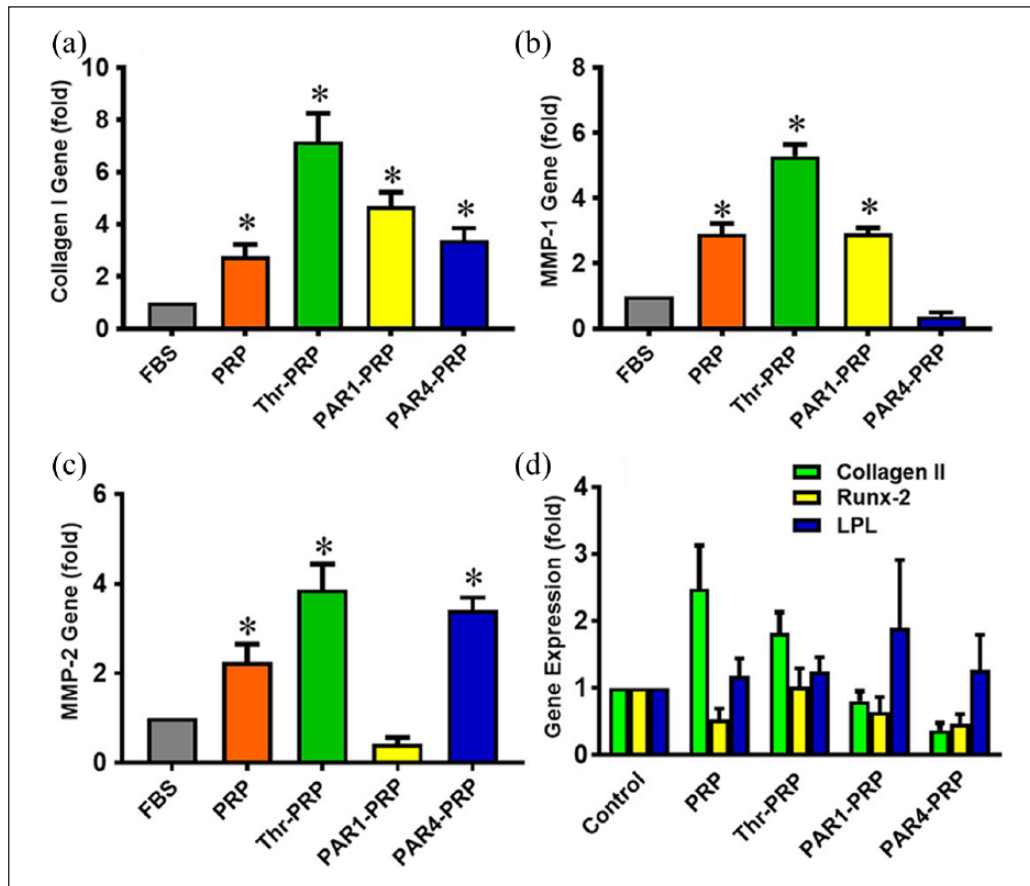 (a)
Collagen I Gene (fold)
10
8
6
4
2
0
*
*
*
*
FBS
PRP
Thr-PRP
PAR1-PRP
PAR4-PRP
(b)
MMP-1 Gene (fold)
8
6
4
2
0
*
*
*
FBS
PRP
Thr-PRP
PAR1-PRP
PAR4-PRP
(c)
MMP-2 Gene (fold)
6
4
2
0
*
*
*
FBS
PRP
Thr-PRP
PAR1-PRP
PAR4-PRP
(d)
Collagen II
Runx-2
LPL
Gene Expression (fold)
4
3
2
1
0
Control
PRP
Thr-PRP
PAR1-PRP
PAR4-PRP